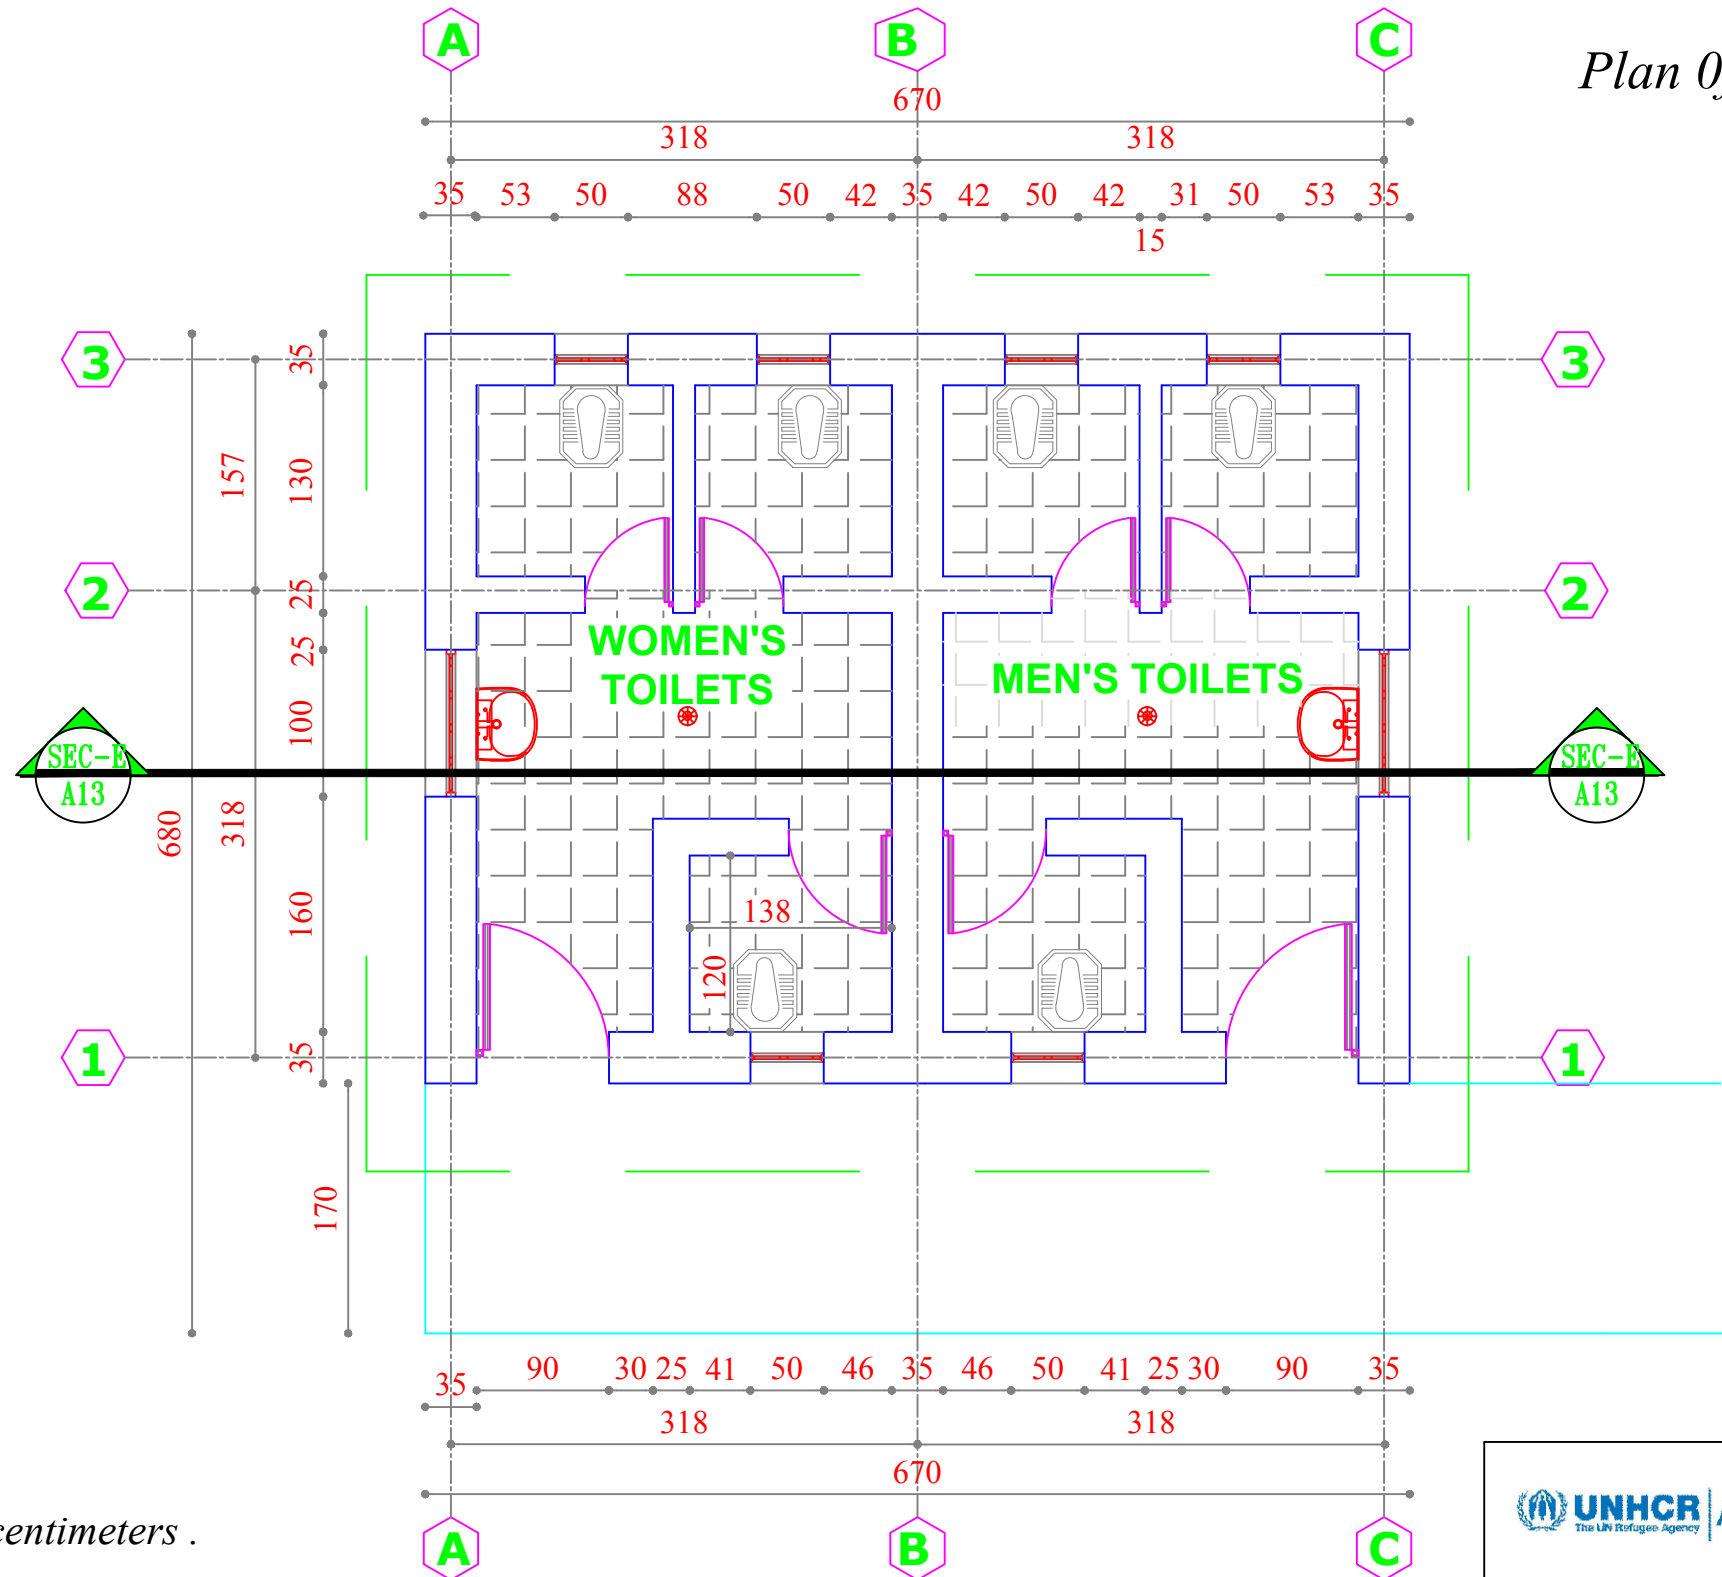 A B C
Plan Of
670
318 318
35 53 50 88 50 42 35 42 50 42 31 50 53 35
15
3 35 3
157 130
2 25 2
25
WOMEN'S
TOILETS
MEN'S TOILETS
100
SEC-E SEC-E
A13 A13
680 318
160
138
120
1 35 1
170
90 30 25 41 50 46 35 46 50 41 25 30 90 35
35
318 318
670
centimeters .
A B C
UNHCR
The UN Refugee Agency